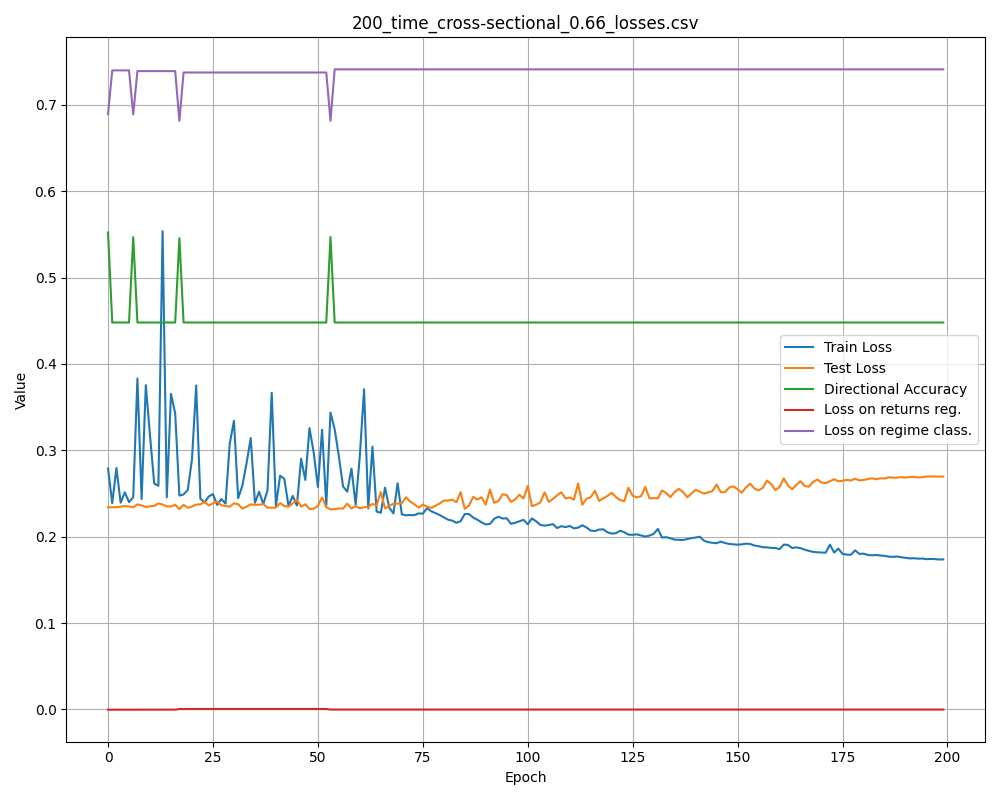 200_time_cross-sectional_0.66_losses.csv
Value
0.7
0.6
0.5
0.4
0.3
0.2
0.1
0.0
Train Loss
Test Loss
Directional Accuracy
Loss on returns reg.
Loss on regime class.
0 25 50 75 100 125 150 175 200
Epoch